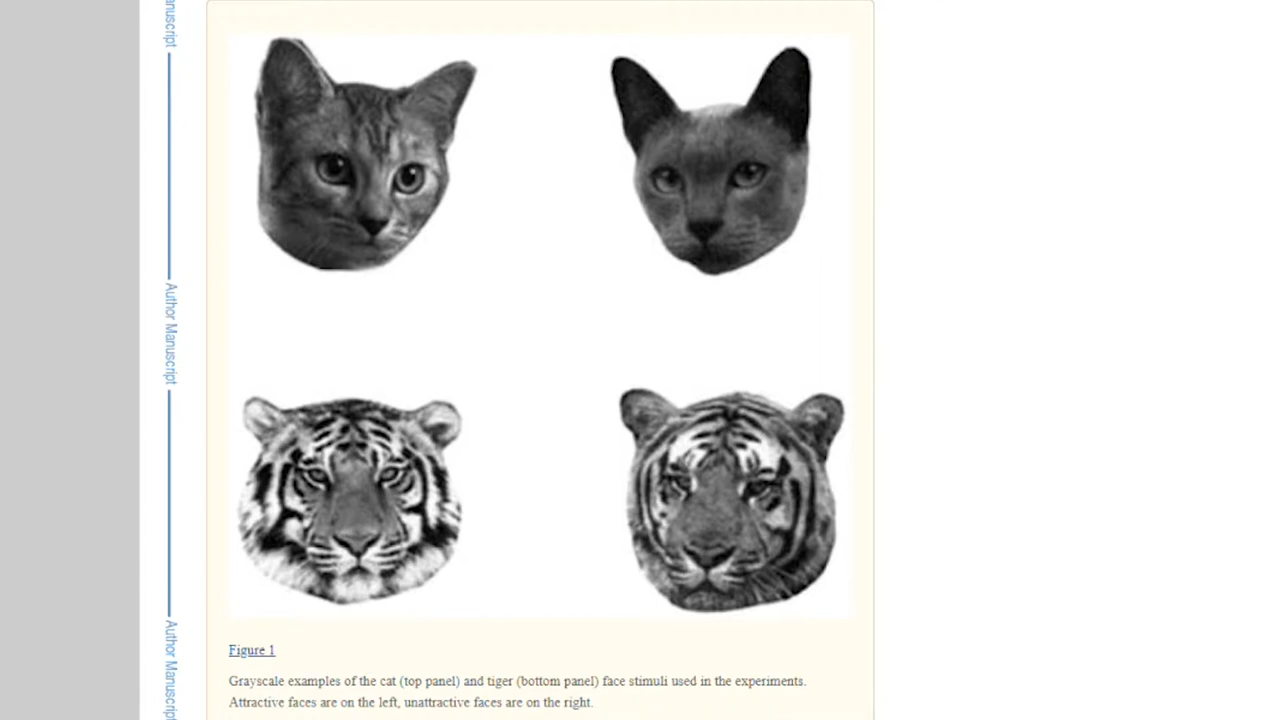 anuscript
Author Manuscript
Author Manuscript
Figure 1
Grayscale examples of the cat (top panel) and tiger (bottom panel) face stimuli used in the experiments.
Attractive faces are on the left, unattractive faces are on the right.